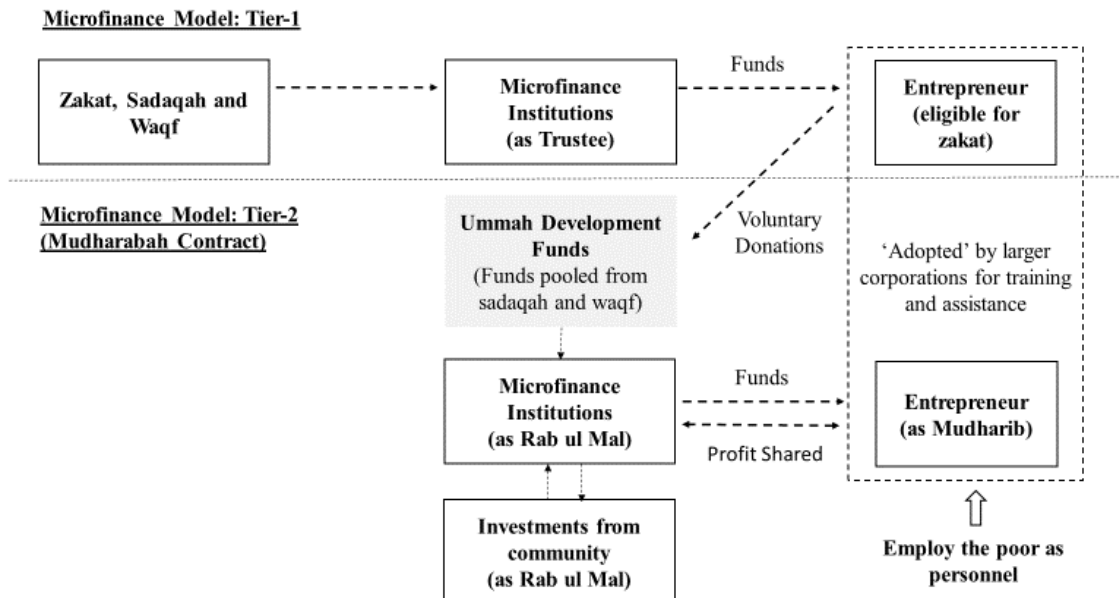 Microfinance Model: Tier-1
Zakat, Sadaqah and
Waqf
Microfinance
Institutions
(as Trustee)
Funds
Entrepreneur
(eligible for
zakat)
Microfinance Model: Tier-2
(Mudharabah Contract)
Ummah Development
Funds
(Funds pooled from
sadaqah and waqf)
Voluntary
Donations
'Adopted' by larger
corporations for training
and assistance
Microfinance
Institutions
(as Rab ul Mal)
Funds
Profit Shared
Entrepreneur
(as Mudharib)
Investments from
community
(as Rab ul Mal)
Employ the poor as
personnel